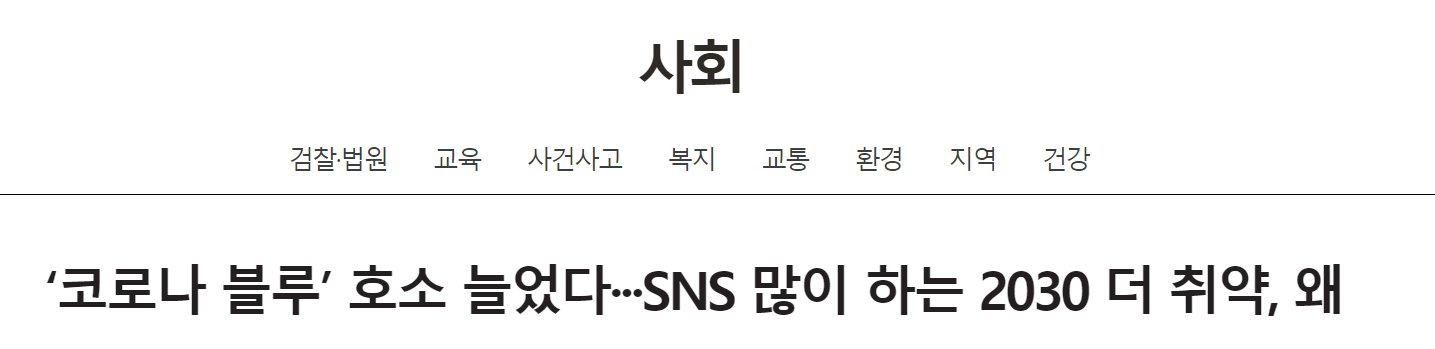 사회
검찰·법원 교육 사건사고 복지 교통 환경 지역 건강
‘코로나 블루’ 호소 늘었다···SNS 많이 하는 2030 더 취약, 왜